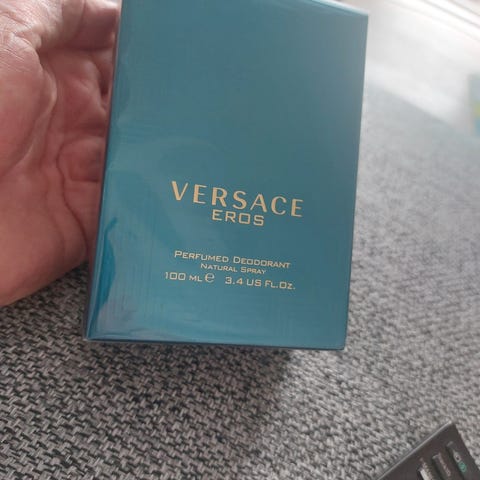 VERSACE
EROS
PERFUMED DEODORANT
NATURAL SPRAY
100 ML ℮ 3.4 US FL.OZ.